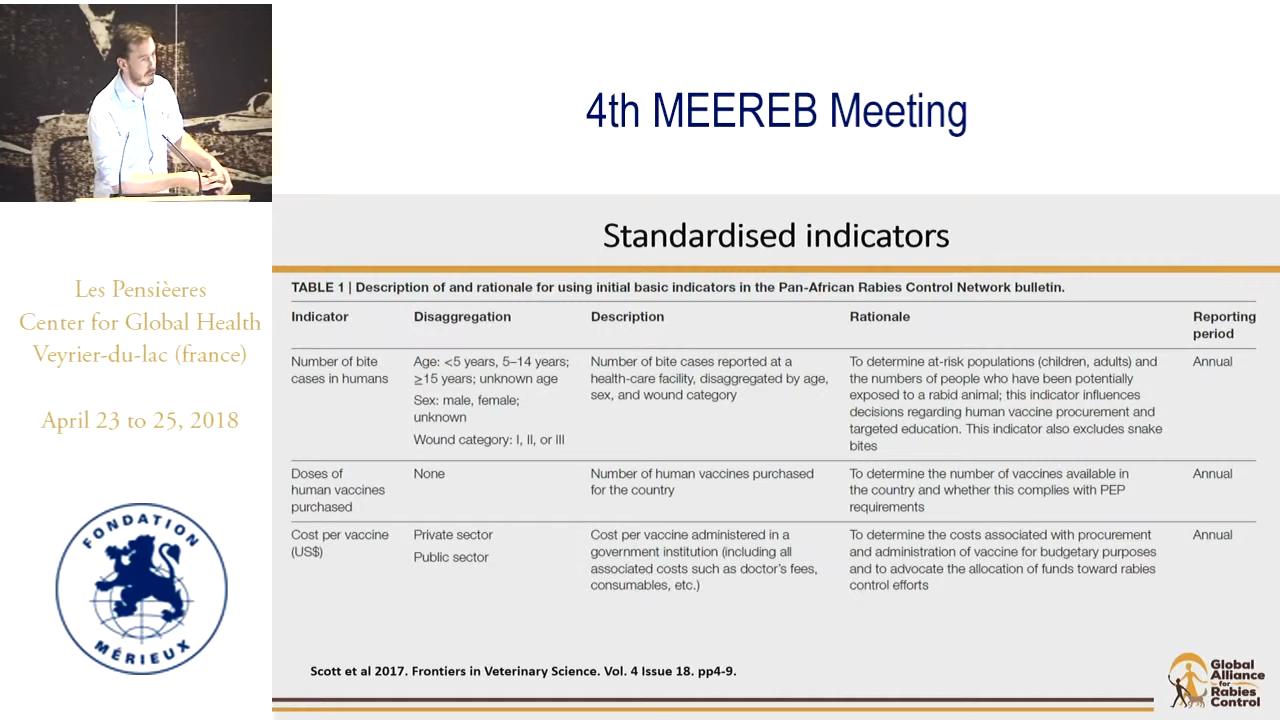 4th MEEREB Meeting
Les Pensièeres
Center for Global Health
Veyrier-du-lac (france)
April 23 to 25, 2018
FONDATION
MÉRIEUX
Standardised indicators
TABLE 1 | Description of and rationale for using initial basic indicators in the Pan-African Rabies Control Network bulletin.
Indicator Disaggregation Description Rationale Reporting
period
Number of bite Age: <5 years, 5–14 years; Number of bite cases reported at a To determine at-risk populations (children, adults) and Annual
cases in humans ≥15 years; unknown age health-care facility, disaggregated by age, the numbers of people who have been potentially
Sex: male, female; sex, and wound category exposed to a rabid animal; this indicator influences
unknown decisions regarding human vaccine procurement and
Wound category: I, II, or III targeted education. This indicator also excludes snake
bites
Doses of None Number of human vaccines purchased To determine the number of vaccines available in Annual
human vaccines for the country the country and whether this complies with PEP
purchased requirements
Cost per vaccine Private sector Cost per vaccine administered in a To determine the costs associated with procurement Annual
(US$) Public sector government institution (including all and administration of vaccine for budgetary purposes
associated costs such as doctor's fees, and to advocate the allocation of funds toward rabies
consumables, etc.) control efforts
Scott et al 2017. Frontiers in Veterinary Science. Vol. 4 Issue 18. pp4-9.
Global
Alliance
for
Rabies
Control